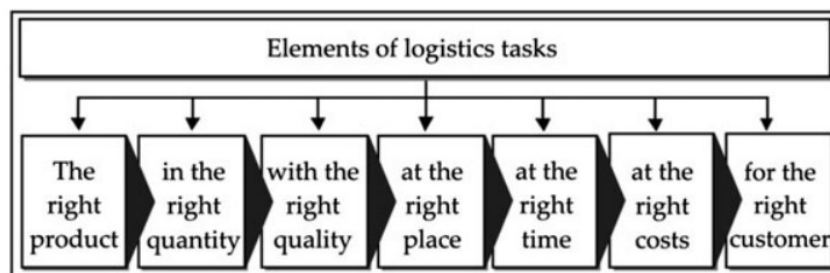 Elements of logistics tasks
The
right
product
in the
right
quantity
with the
right
quality
at the
right
place
at the
right
time
at the
right
costs
for the
right
customer